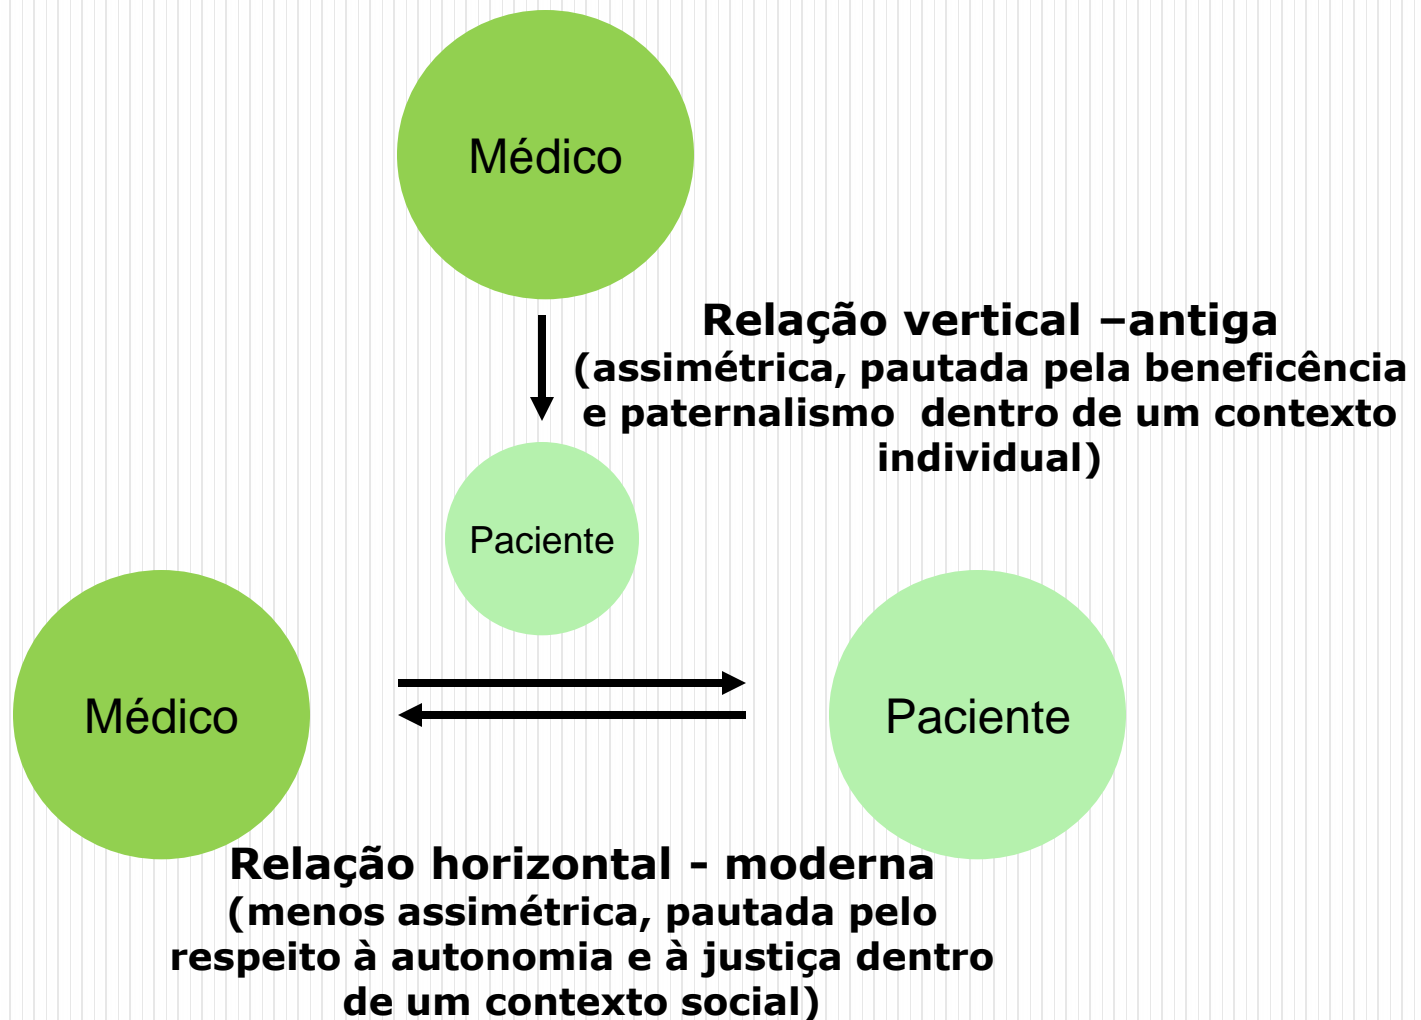 Médico
Relação vertical –antiga
(assimétrica, pautada pela beneficência
e paternalismo dentro de um contexto
individual)
Paciente
Médico
Paciente
Relação horizontal - moderna
(menos assimétrica, pautada pelo
respeito à autonomia e à justiça dentro
de um contexto social)